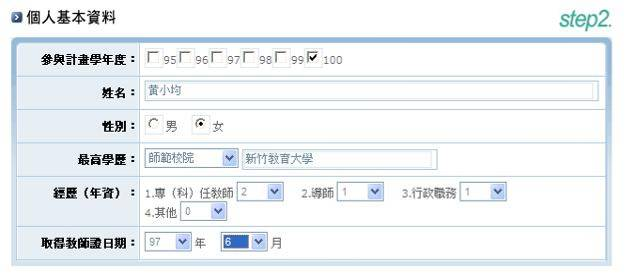 個人基本資料
step2.
參與計畫學年度： 95 96 97 98 99 100
姓名： 黃小均
性別： 男 女
最高學歷： 師範校院 新竹教育大學
經歷（年資）： 1.專（科）任教師 2 2.導師 1 3.行政職務 1
4.其他 0
取得教師證日期： 97 年 6 月